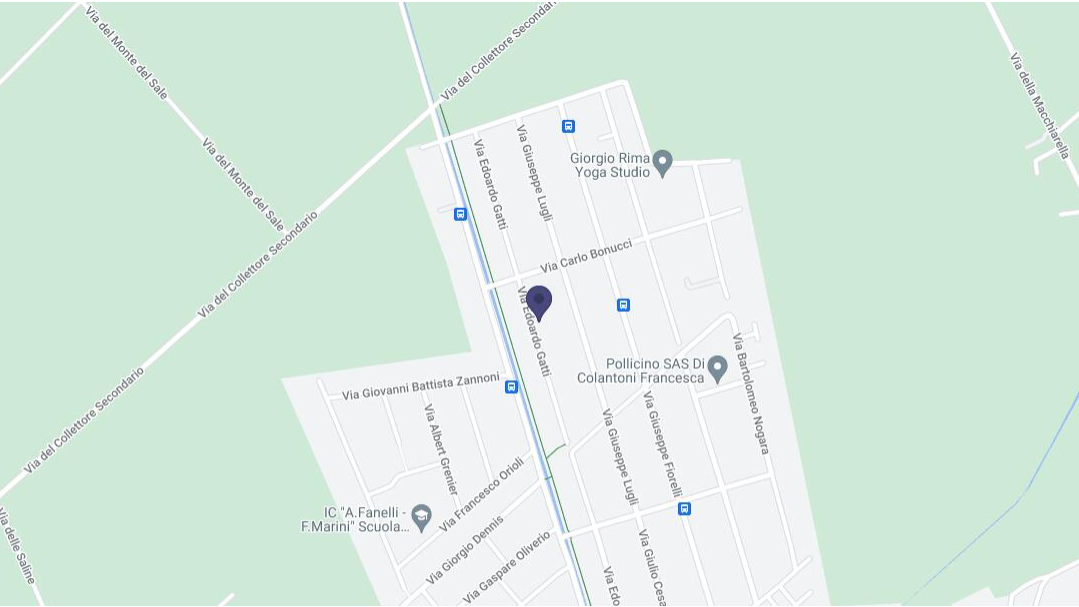 Via del Monte del Sale
Via del Collettore Secondario
Via della Macchiarella
Via del Monte del Sale
Via Edoardo Gatti
Via Giuseppe Lugli
Giorgio Rima
Yoga Studio
Via del Collettore Secondario
Via Carlo Bonucci
Via Edoardo Gatti
Via Bartolomeo Nogara
Pollicino SAS Di
Colantoni Francesca
Via Giovanni Battista Zannoni
Via del Collettore Secondario
Via Albert Grenier
Via Giuseppe Lugli
Via Giuseppe Fiorelli
Via Francesco Orioli
IC "A.Fanelli -
F.Marini" Scuola...
Via Giorgio Dennis
Via delle Saline
Via Gaspare Oliverio
Via Giulio Cesa
Via Edo